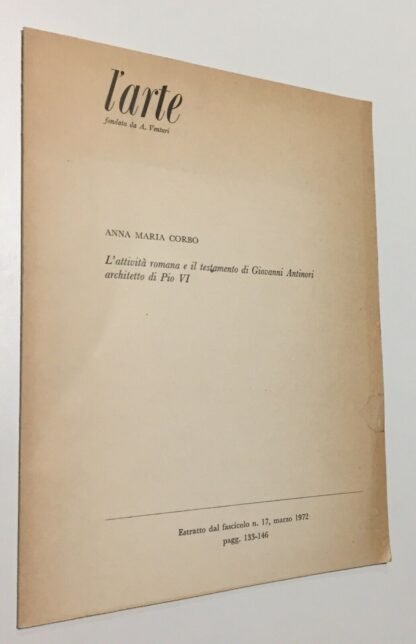 l'arte
fondata da A. Venturi
ANNA MARIA CORBO
L'attività romana e il testamento di Giovanni Antinori
architetto di Pio VI
Estratto dal fascicolo n. 17, marzo 1972
pagg. 133-146